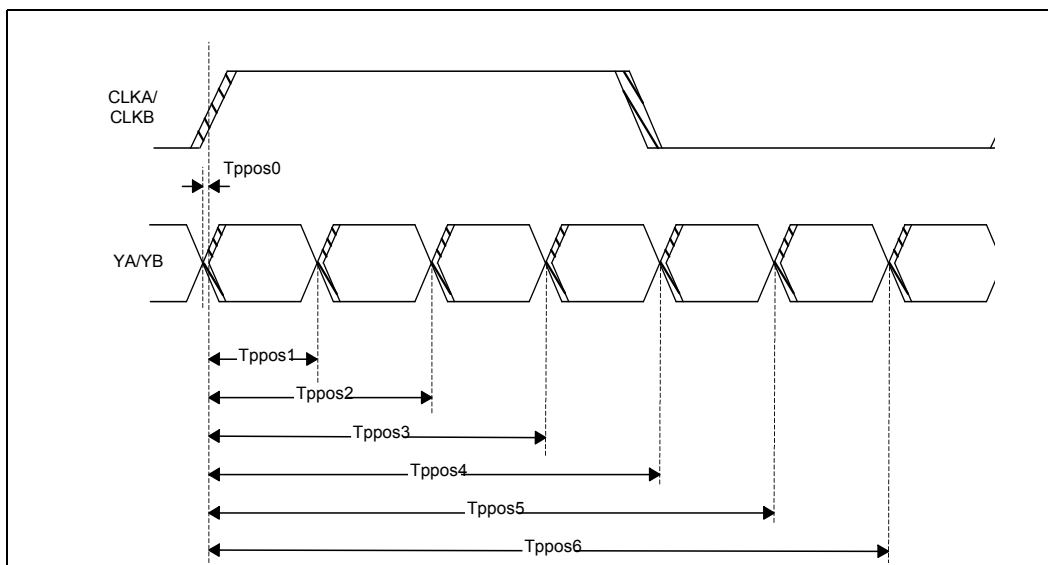 CLKA/
CLKB
Tppos0
YA/YB
Tppos1
Tppos2
Tppos3
Tppos4
Tppos5
Tppos6